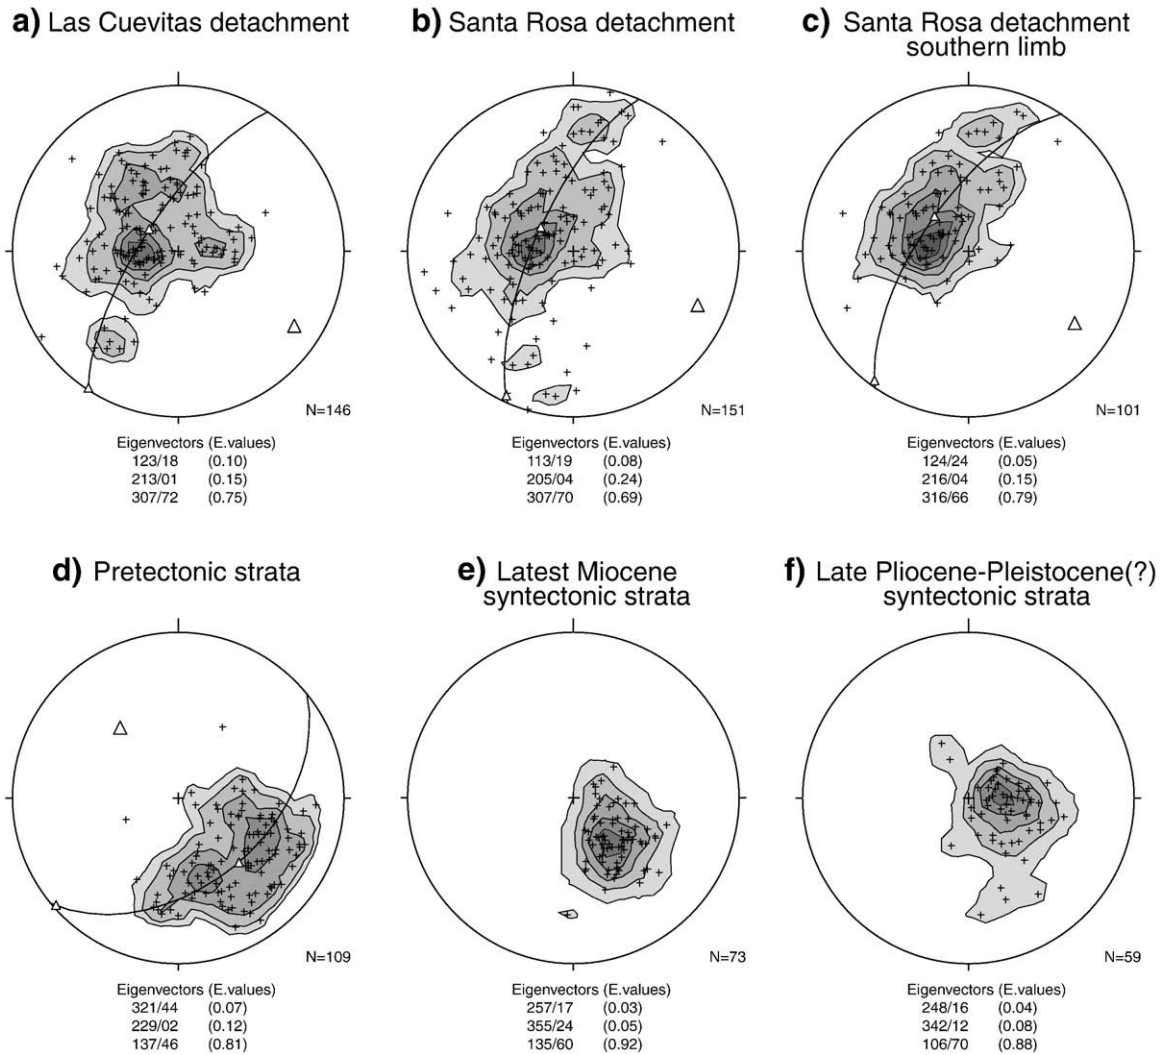 a) Las Cuevitas detachment
b) Santa Rosa detachment
c) Santa Rosa detachment
southern limb
N=146
N=151
N=101
Eigenvectors (E.values)
123/18 (0.10)
213/01 (0.15)
307/72 (0.75)
Eigenvectors (E.values)
113/19 (0.08)
205/04 (0.24)
307/70 (0.69)
Eigenvectors (E.values)
124/24 (0.05)
216/04 (0.15)
316/66 (0.79)
d) Pretectonic strata
e) Latest Miocene
syntectonic strata
f) Late Pliocene-Pleistocene(?)
syntectonic strata
N=109
N=73
N=59
Eigenvectors (E.values)
321/44 (0.07)
229/02 (0.12)
137/46 (0.81)
Eigenvectors (E.values)
257/17 (0.03)
355/24 (0.05)
135/60 (0.92)
Eigenvectors (E.values)
248/16 (0.04)
342/12 (0.08)
106/70 (0.88)